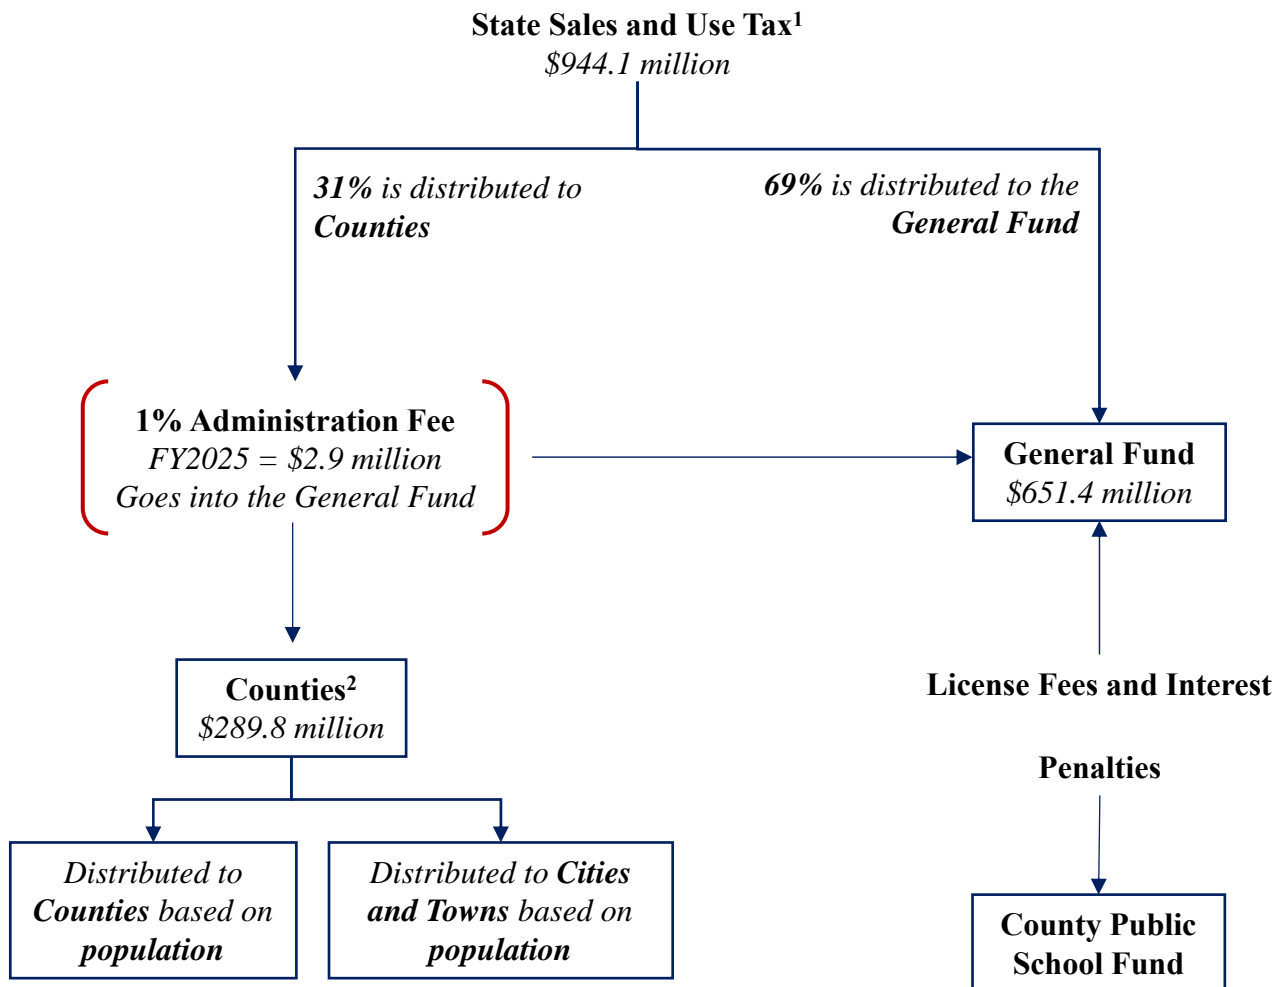 State Sales and Use Tax¹
$944.1 million
31% is distributed to
Counties
69% is distributed to the
General Fund
1% Administration Fee
FY2025 = $2.9 million
Goes into the General Fund
General Fund
$651.4 million
Counties²
$289.8 million
License Fees and Interest
Penalties
Distributed to
Counties based on
population
Distributed to Cities
and Towns based on
population
County Public
School Fund